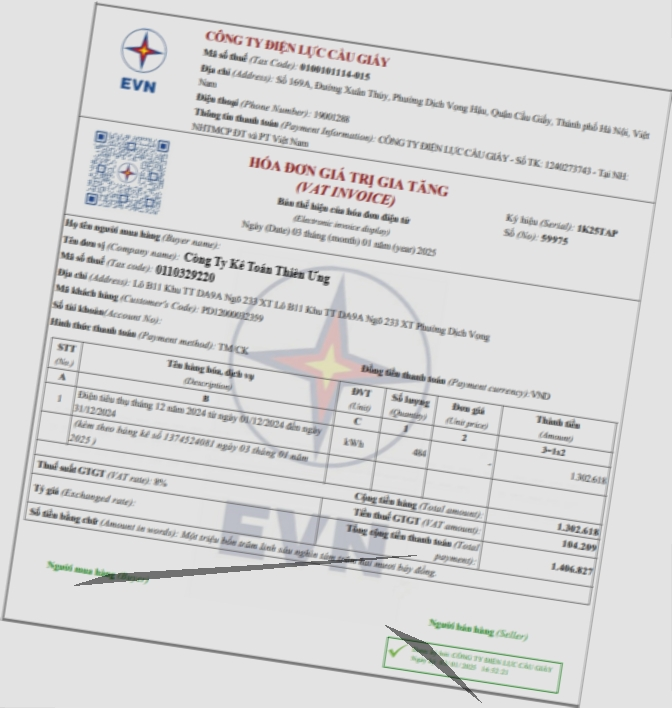 EVN
CÔNG TY ĐIỆN LỰC CẦU GIẤY
Mã số thuế (Tax Code): 0100101114-015
Địa chỉ (Address): Số 169A, Đường Xuân Thủy, Phường Dịch Vọng Hậu, Quận Cầu Giấy, Thành phố Hà Nội, Việt
Nam
Điện thoại (Phone Number): 19001288
Thông tin thanh toán (Payment Information): CÔNG TY ĐIỆN LỰC CẦU GIẤY - Số TK: 1240273743 - Tại NH:
NHTMCP ĐT và PT Việt Nam
HÓA ĐƠN GIÁ TRỊ GIA TĂNG
(VAT INVOICE)
Bản thể hiện của hóa đơn điện tử
(Electronic invoice display)
Ngày (Date) 03 tháng (month) 01 năm (year) 2025
Ký hiệu (Serial): 1K25TAP
Số (No): 59975
Họ tên người mua hàng (Buyer name):
Tên đơn vị (Company name): Công Ty Kế Toán Thiên Ưng
Mã số thuế (Tax code): 0110329220
Địa chỉ (Address): Lô B11 Khu TT DA9A Ngõ 233 XT Lô B11 Khu TT DA9A Ngõ 233 XT Phường Dịch Vọng
Mã khách hàng (Customer's Code): PD12000032359
Số tài khoản(Account No):
Hình thức thanh toán (Payment method): TM/CK
Đồng tiền thanh toán (Payment currency):VND
STT (No.) Tên hàng hóa, dịch vụ (Description) ĐVT (Unit) Số lượng (Quantity) Đơn giá (Unit price) Thành tiền (Amount)
A B C 1 2 3=1x2
1 Điện tiêu thụ tháng 12 năm 2024 từ ngày 01/12/2024 đến ngày
31/12/2024 kWh 484 - 1.302.618
(kèm theo bảng kê số 1374524081 ngày 03 tháng 01 năm
2025 )
Cộng tiền hàng (Total amount): 1.302.618
Thuế suất GTGT (VAT rate): 8% Tiền thuế GTGT (VAT amount): 104.209
Tỷ giá (Exchanged rate): Tổng cộng tiền thanh toán (Total
payment): 1.406.827
Số tiền bằng chữ (Amount in words): Một triệu bốn trăm linh sáu nghìn tám trăm hai mươi bảy đồng.
Người mua hàng
Người bán hàng (Seller)
CÔNG TY ĐIỆN LỰC CẦU GIẤY
2025
EVN